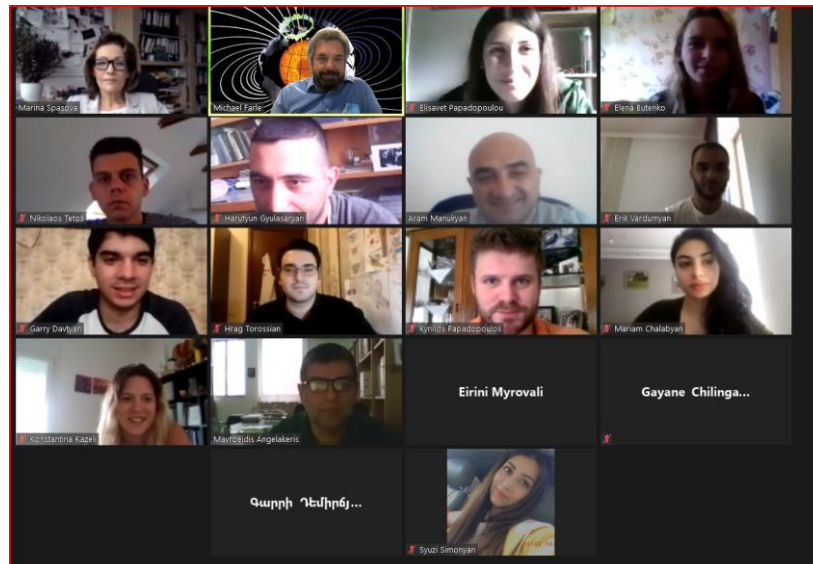 Marina Spasova
Michael Farle
Elisavet Papadopoulou
Elena Butenko
Nikolaos Tetos
Harutyun Gyulasaryan
Aram Manukyan
Erik Vardumyan
Garry Davtyan
Hrag Torossian
Kyrillos Papadopoulos
Mariam Chalabyan
Konstantina Kazeli
Mavroeidis Angelakeris
Eirini Myrovali
Gayane Chilinga...
Գարրի Դեմիրճյ...
Syuzi Simonyan